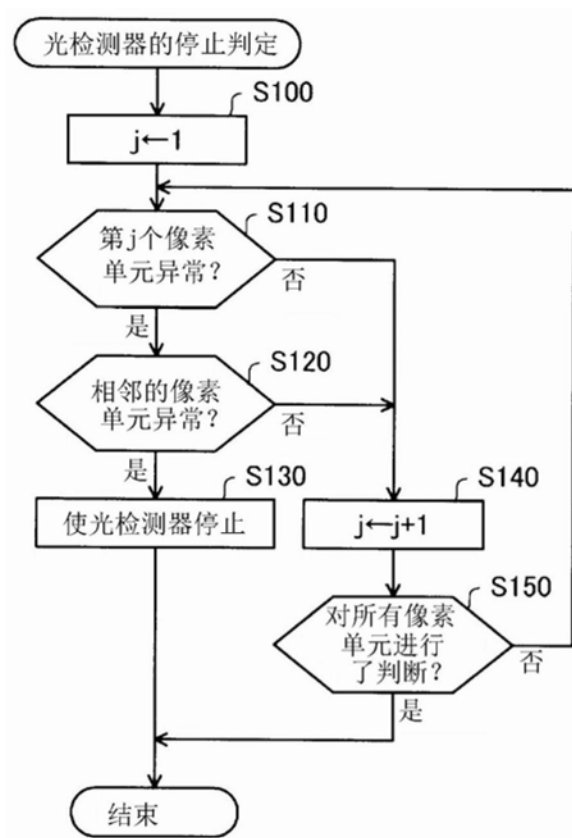 光检测器的停止判定
S100
j←1
S110
第j个像素
单元异常?
否
是
S120
相邻的像素
单元异常?
否
是
S130
使光检测器停止
S140
j←j+1
S150
对所有像素
单元进行
了判断?
否
是
结束